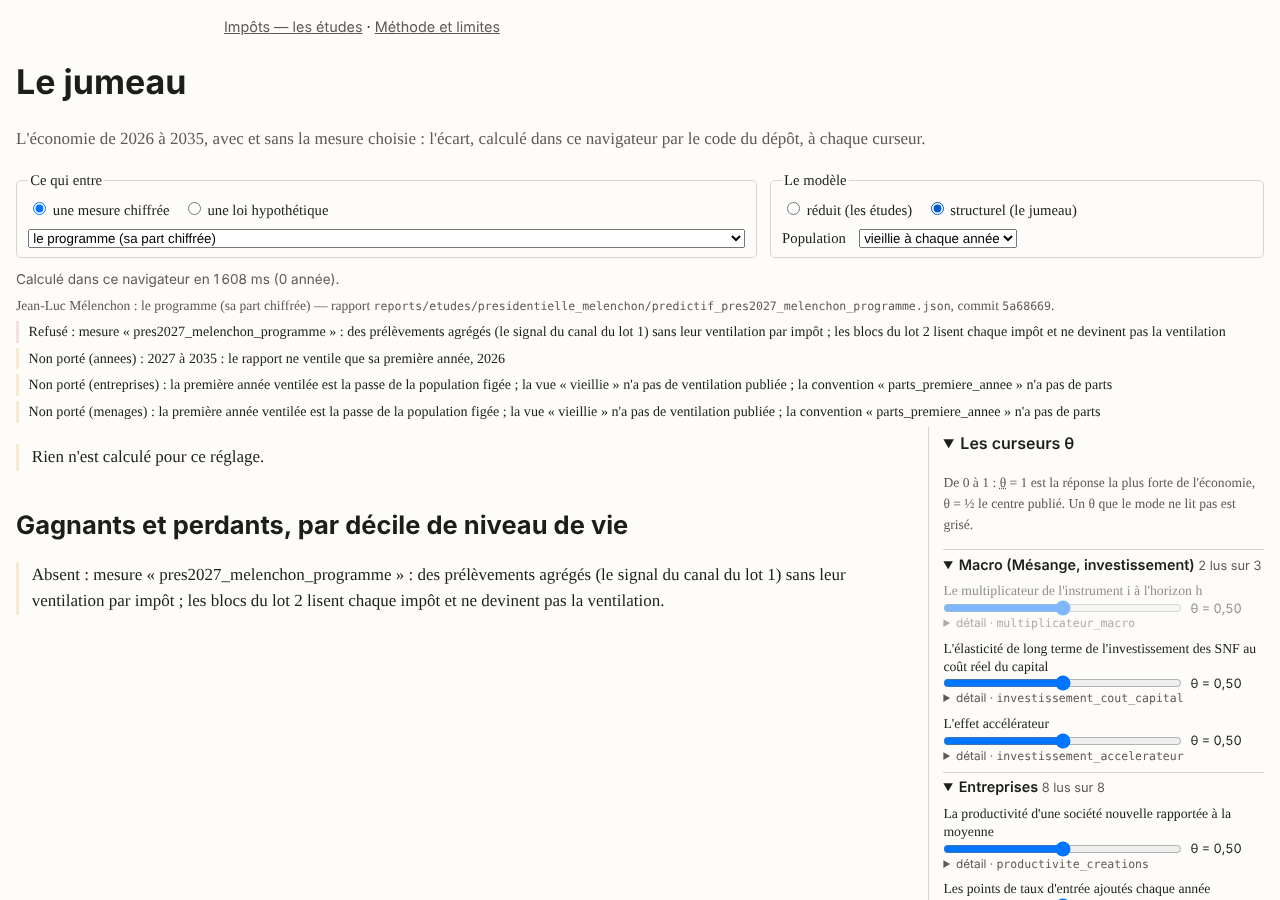 Impôts — les études · Méthode et limites
Le jumeau
L'économie de 2026 à 2035, avec et sans la mesure choisie : l'écart, calculé dans ce navigateur par le code du dépôt, à chaque curseur.
Ce qui entre
une mesure chiffrée une loi hypothétique
le programme (sa part chiffrée)
Le modèle
réduit (les études) structurel (le jumeau)
Population vieillie à chaque année
Calculé dans ce navigateur en 1 608 ms (0 année).
Jean-Luc Mélenchon : le programme (sa part chiffrée) — rapport reports/etudes/presidentielle_melenchon/predictif_pres2027_melenchon_programme.json, commit 5a68669.
Refusé : mesure « pres2027_melenchon_programme » : des prélèvements agrégés (le signal du canal du lot 1) sans leur ventilation par impôt ; les blocs du lot 2 lisent chaque impôt et ne devinent pas la ventilation
Non porté (annees) : 2027 à 2035 : le rapport ne ventile que sa première année, 2026
Non porté (entreprises) : la première année ventilée est la passe de la population figée ; la vue « vieillie » n'a pas de ventilation publiée ; la convention « parts_premiere_annee » n'a pas de parts
Non porté (menages) : la première année ventilée est la passe de la population figée ; la vue « vieillie » n'a pas de ventilation publiée ; la convention « parts_premiere_annee » n'a pas de parts
Rien n'est calculé pour ce réglage.
Gagnants et perdants, par décile de niveau de vie
Absent : mesure « pres2027_melenchon_programme » : des prélèvements agrégés (le signal du canal du lot 1) sans leur
ventilation par impôt ; les blocs du lot 2 lisent chaque impôt et ne devinent pas la ventilation.
▼ Les curseurs θ
De 0 à 1 : θ = 1 est la réponse la plus forte de l'économie,
θ = ½ le centre publié. Un θ que le mode ne lit pas est
grisé.
▼ Macro (Mésange, investissement) 2 lus sur 3
Le multiplicateur de l'instrument i à l'horizon h
θ = 0,50
▶ détail · multiplicateur_macro
L'élasticité de long terme de l'investissement des SNF au
coût réel du capital
θ = 0,50
▶ détail · investissement_cout_capital
L'effet accélérateur
θ = 0,50
▶ détail · investissement_accelerateur
▼ Entreprises 8 lus sur 8
La productivité d'une société nouvelle rapportée à la
moyenne
θ = 0,50
▶ détail · productivite_creations
Les points de taux d'entrée ajoutés chaque année